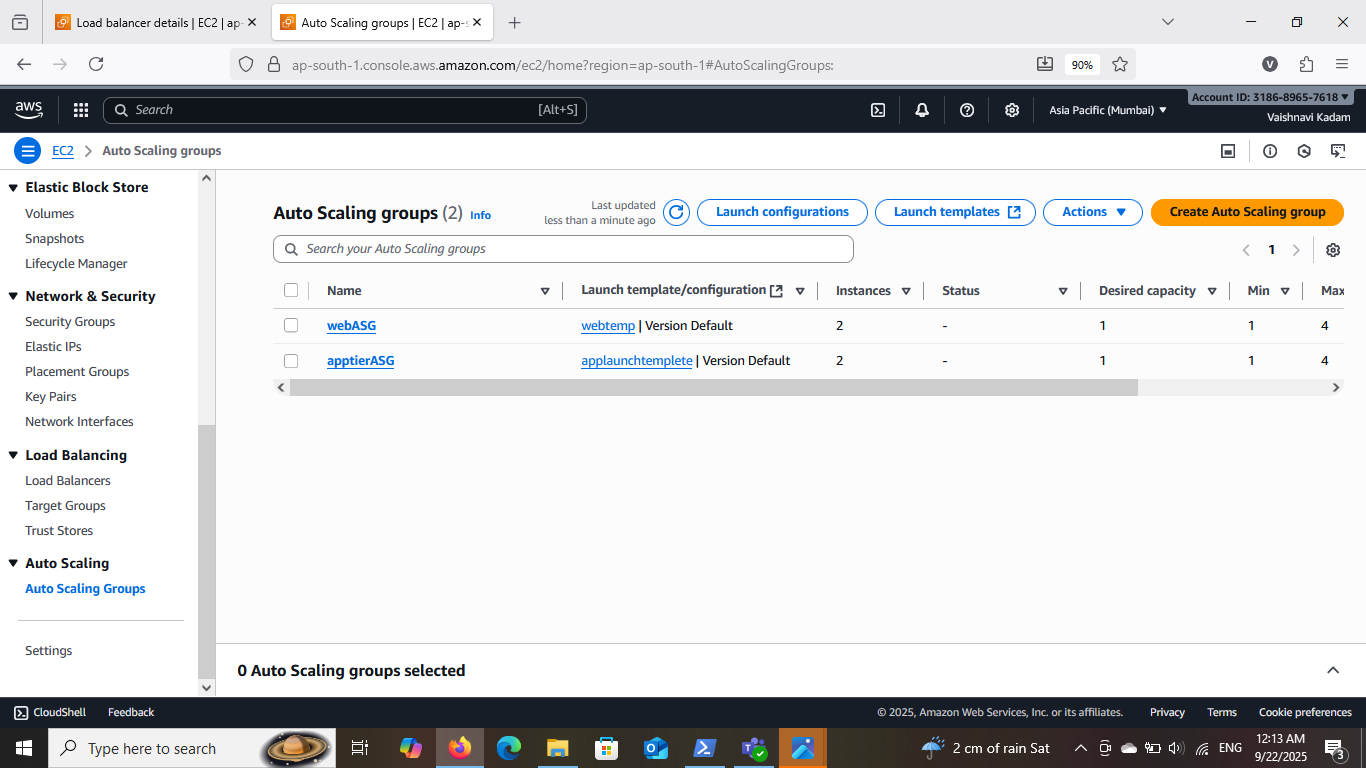 Load balancer details | EC2 | ap-
Auto Scaling groups | EC2 | ap-s
ap-south-1.console.aws.amazon.com/ec2/home?region=ap-south-1#AutoScalingGroups:
90%
V
aws
Search
[Alt+S]
Asia Pacific (Mumbai)
Account ID: 3186-8965-7618
Vaishnavi Kadam
EC2
Auto Scaling groups
Elastic Block Store
Volumes
Snapshots
Lifecycle Manager
Network & Security
Security Groups
Elastic IPs
Placement Groups
Key Pairs
Network Interfaces
Load Balancing
Load Balancers
Target Groups
Trust Stores
Auto Scaling
Auto Scaling Groups
Settings
Auto Scaling groups (2) Info
Last updated
less than a minute ago
Launch configurations
Launch templates
Actions
Create Auto Scaling group
Search your Auto Scaling groups
1
Name Launch template/configuration Instances Status Desired capacity Min Max
webASG webtemp | Version Default 2 - 1 1 4
apptierASG applaunchtemplete | Version Default 2 - 1 1 4
0 Auto Scaling groups selected
CloudShell Feedback © 2025, Amazon Web Services, Inc. or its affiliates. Privacy Terms Cookie preferences
Type here to search
2 cm of rain Sat
ENG
12:13 AM
9/22/2025
3